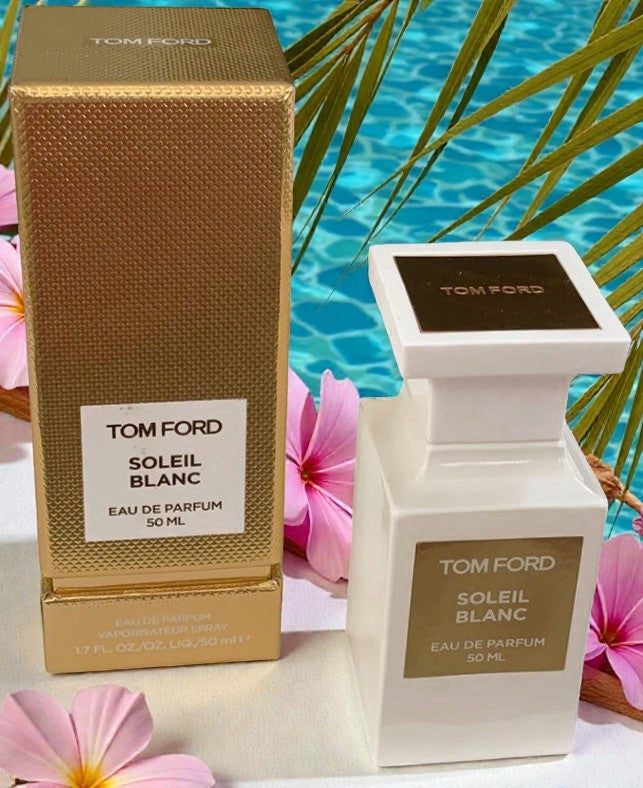 TOM FORD
TOM FORD
SOLEIL
BLANC
EAU DE PARFUM
50 ML
EAU DE PARFUM
VAPORISATEUR SPRAY
1.7 FL. OZ./OZ. LIQ./50 ml ℮
TOM FORD
TOM FORD
SOLEIL
BLANC
EAU DE PARFUM
50 ML